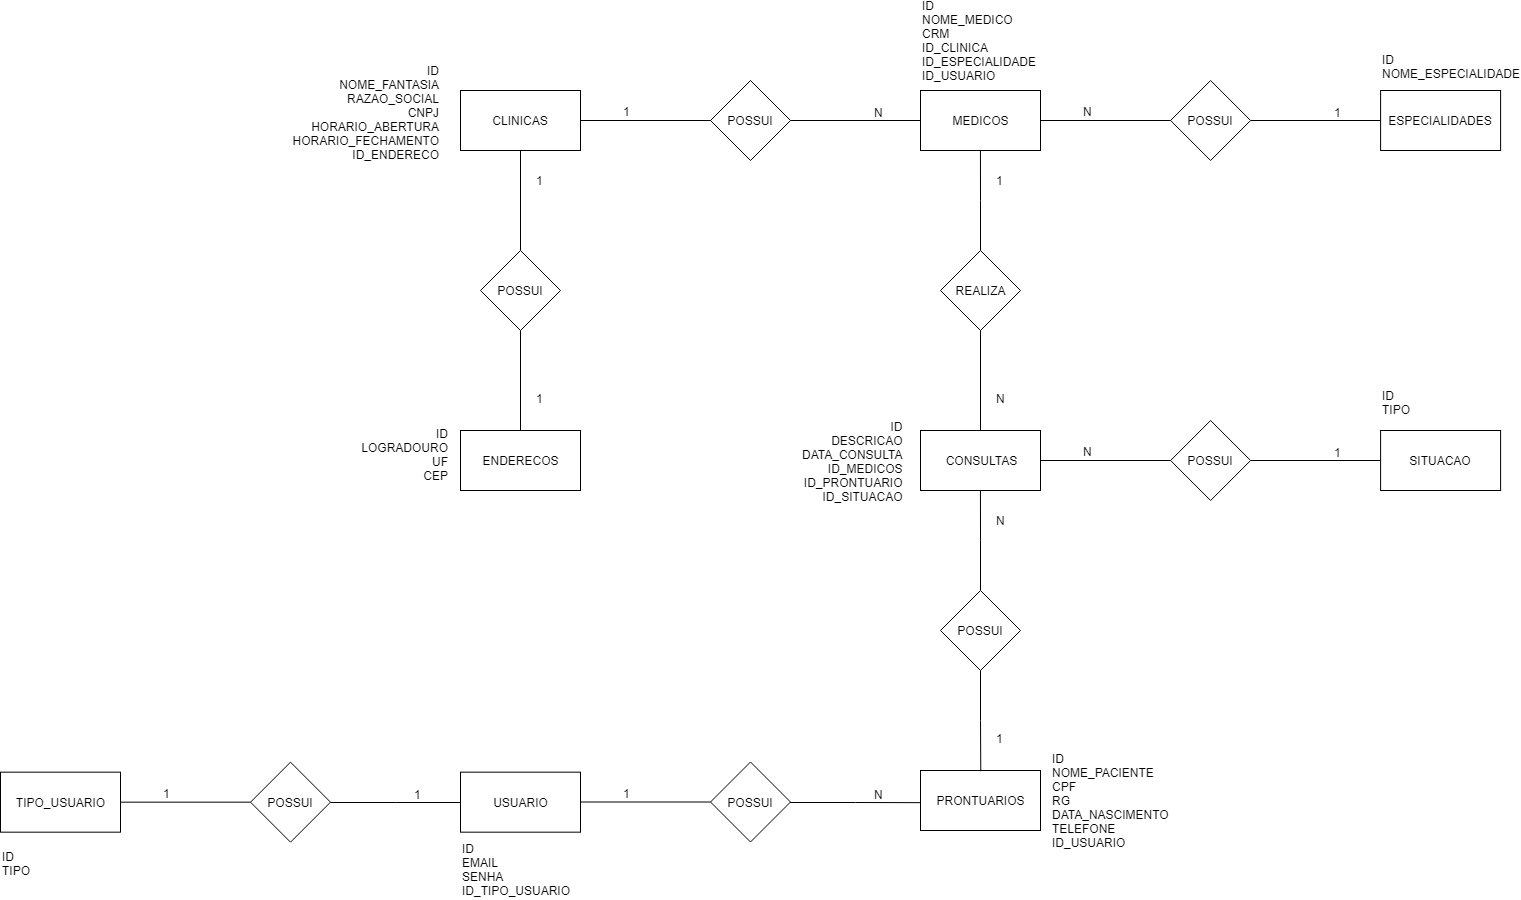 ID
NOME_MEDICO
CRM
ID_CLINICA
ID_ESPECIALIDADE
ID_USUARIO
ID
NOME_ESPECIALIDADE
ID
NOME_FANTASIA
RAZAO_SOCIAL
CNPJ
HORARIO_ABERTURA
HORARIO_FECHAMENTO
ID_ENDERECO
CLINICAS
1
POSSUI
N
MEDICOS
N
POSSUI
1
ESPECIALIDADES
1
1
POSSUI
REALIZA
1
N
ID
LOGRADOURO
UF
CEP
ENDERECOS
ID
DESCRICAO
DATA_CONSULTA
ID_MEDICOS
ID_PRONTUARIO
ID_SITUACAO
CONSULTAS
N
POSSUI
1
ID
TIPO
SITUACAO
N
POSSUI
1
TIPO_USUARIO
1
POSSUI
1
USUARIO
1
POSSUI
N
PRONTUARIOS
ID
NOME_PACIENTE
CPF
RG
DATA_NASCIMENTO
TELEFONE
ID_USUARIO
ID
TIPO
ID
EMAIL
SENHA
ID_TIPO_USUARIO